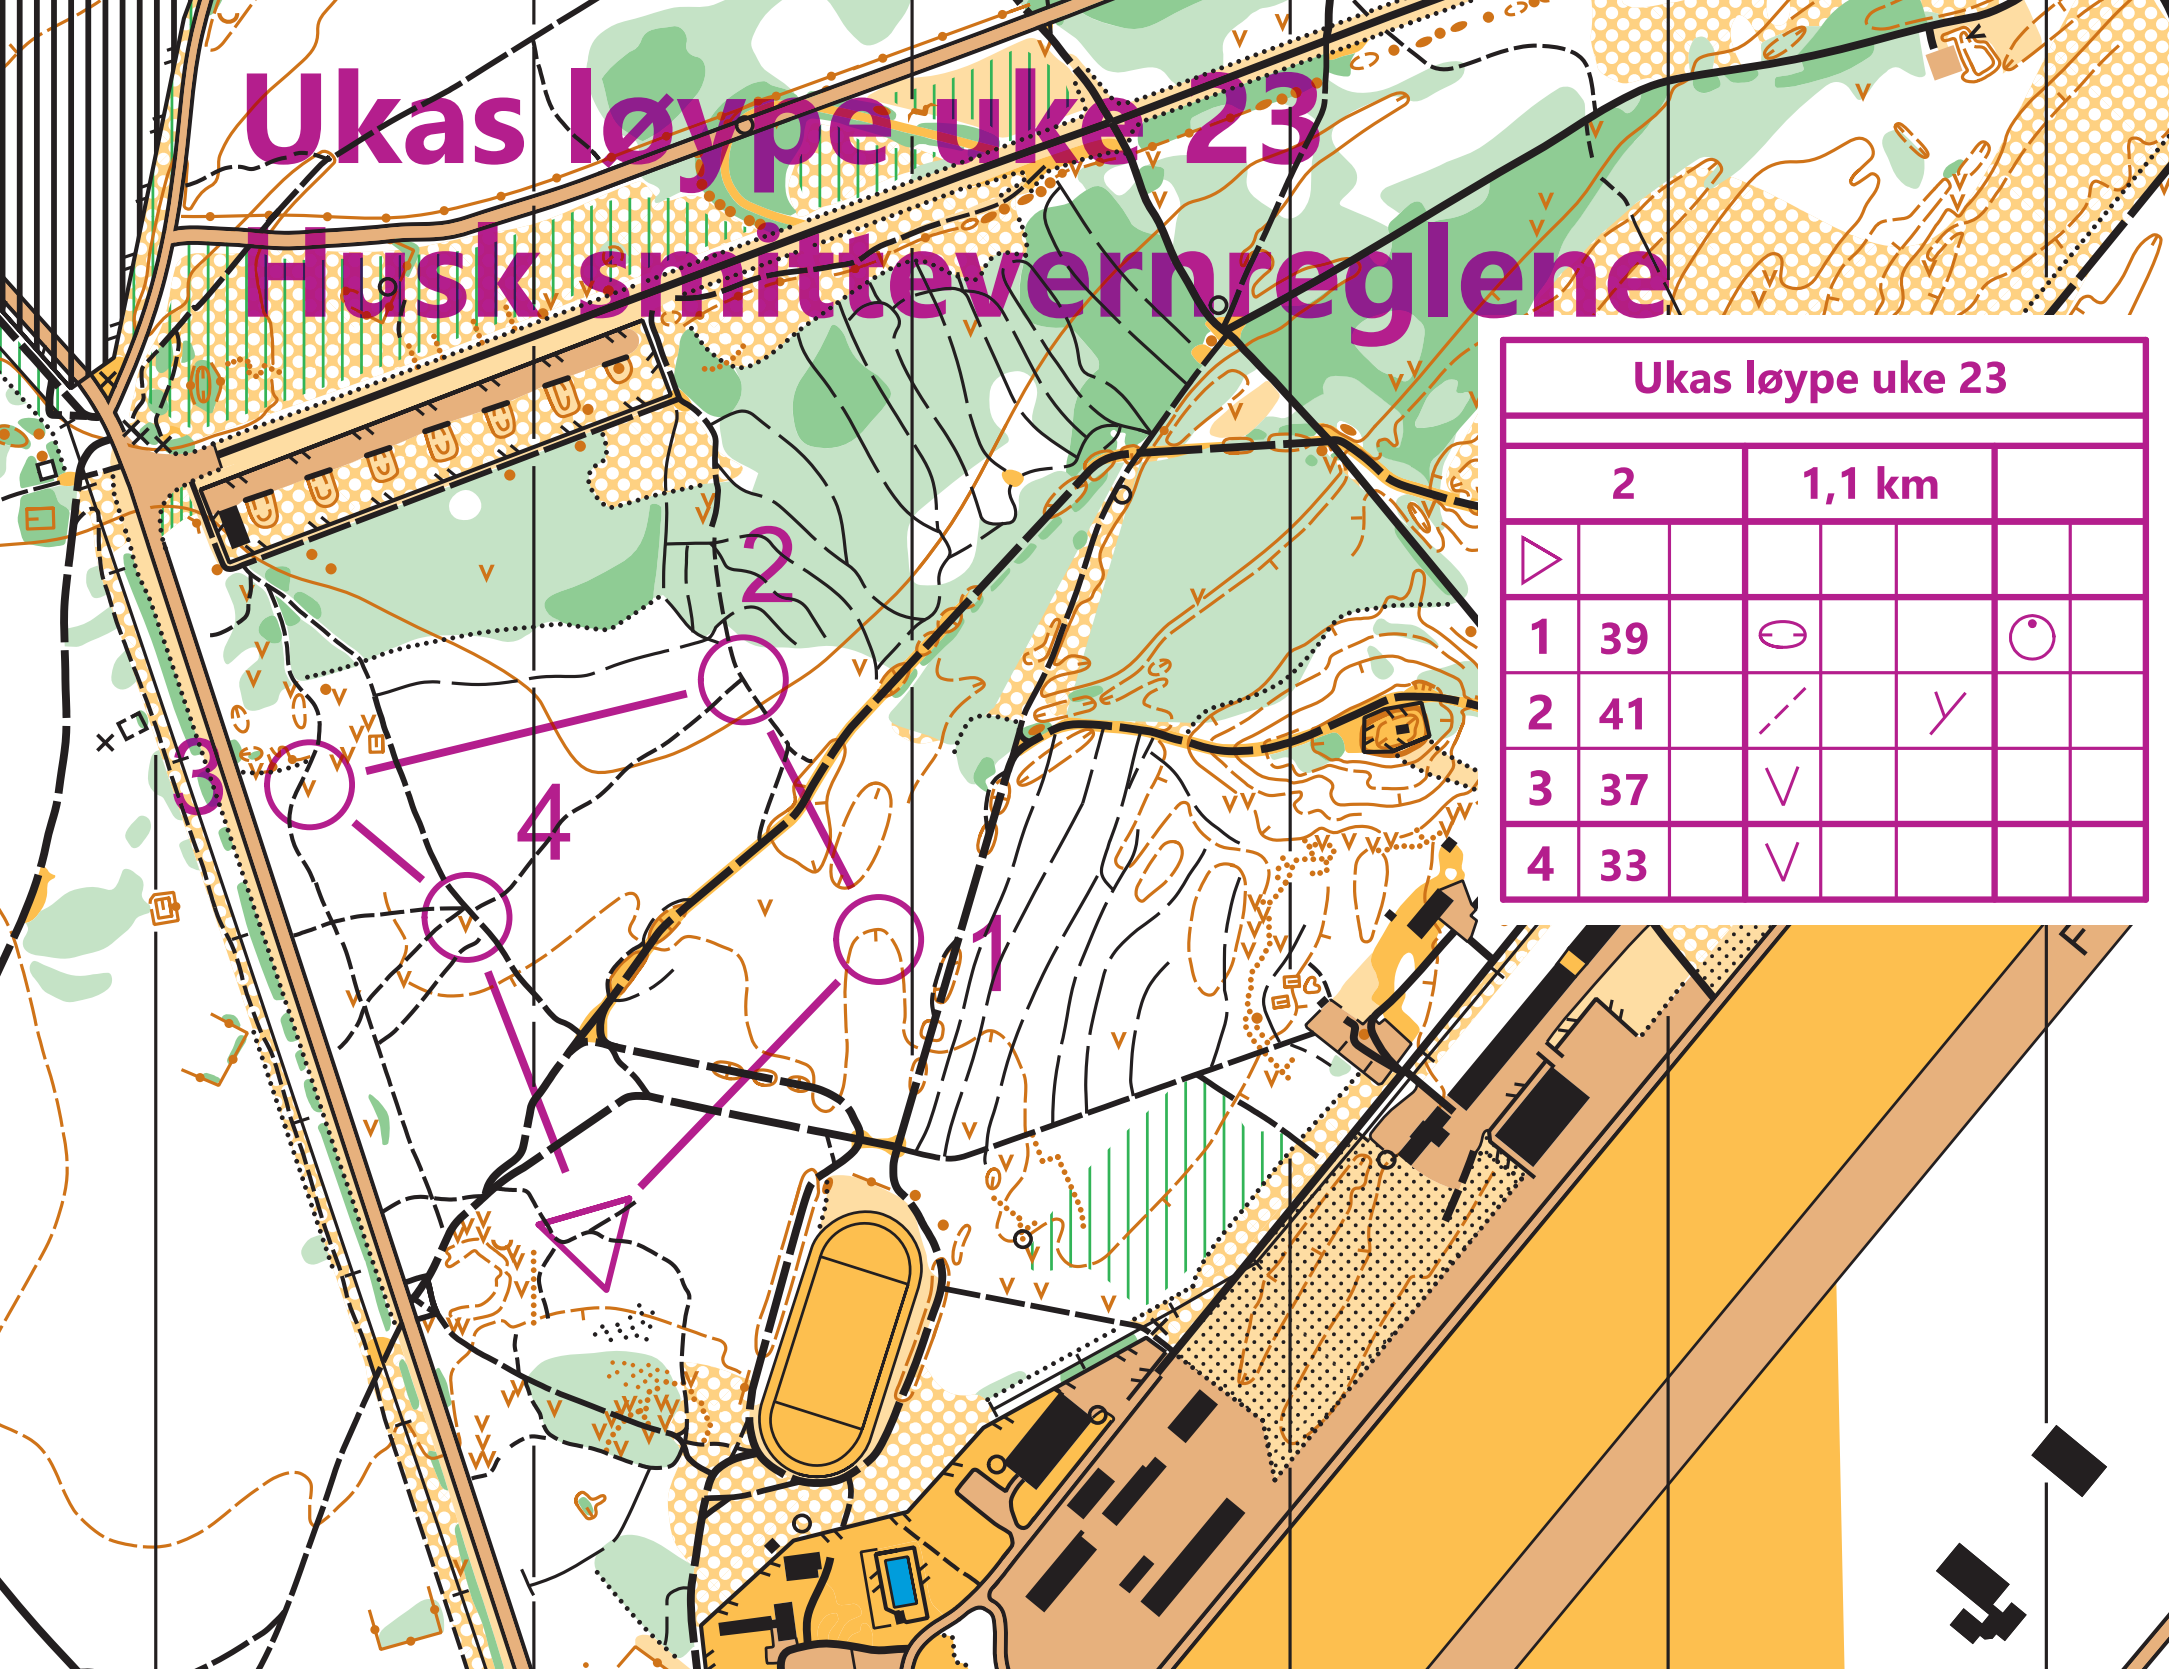 Ukas løype uke 23
Husk smittevernreglene
Ukas løype uke 23
2 1,1 km
1 39
2 41
3 37
4 33
2
3
4
1
F